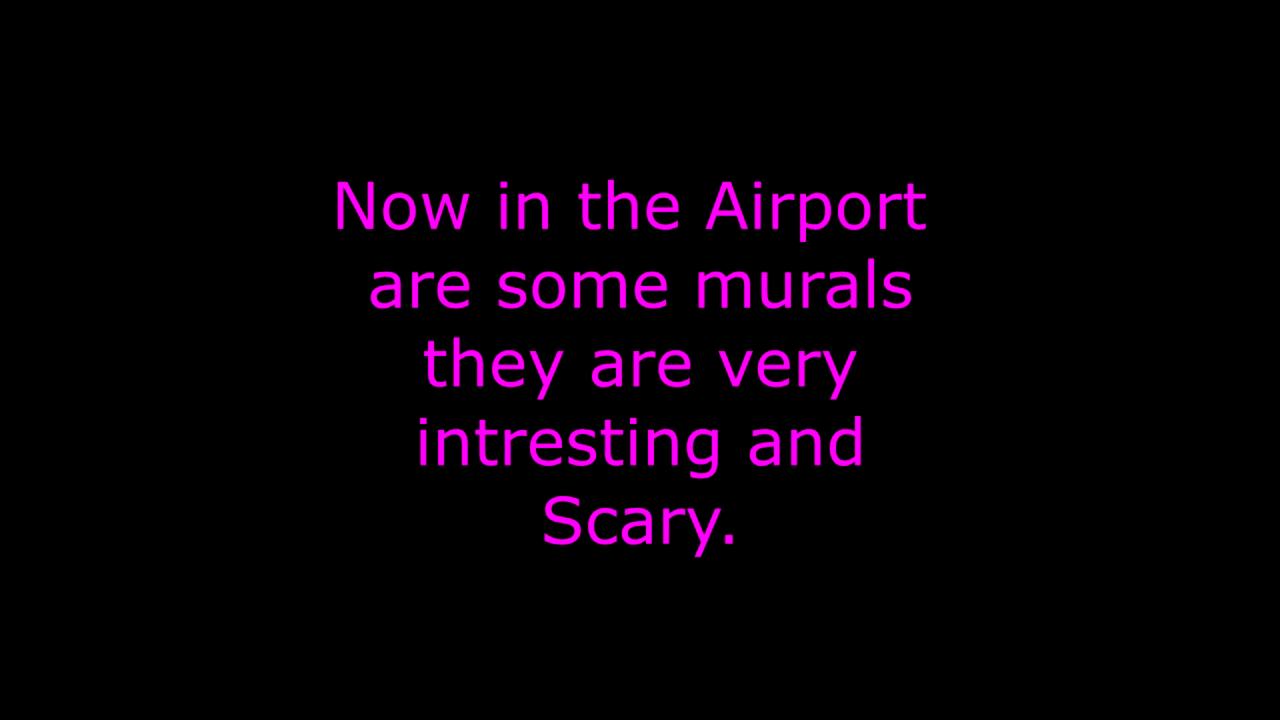 Now in the Airport
are some murals
they are very
intresting and
Scary.